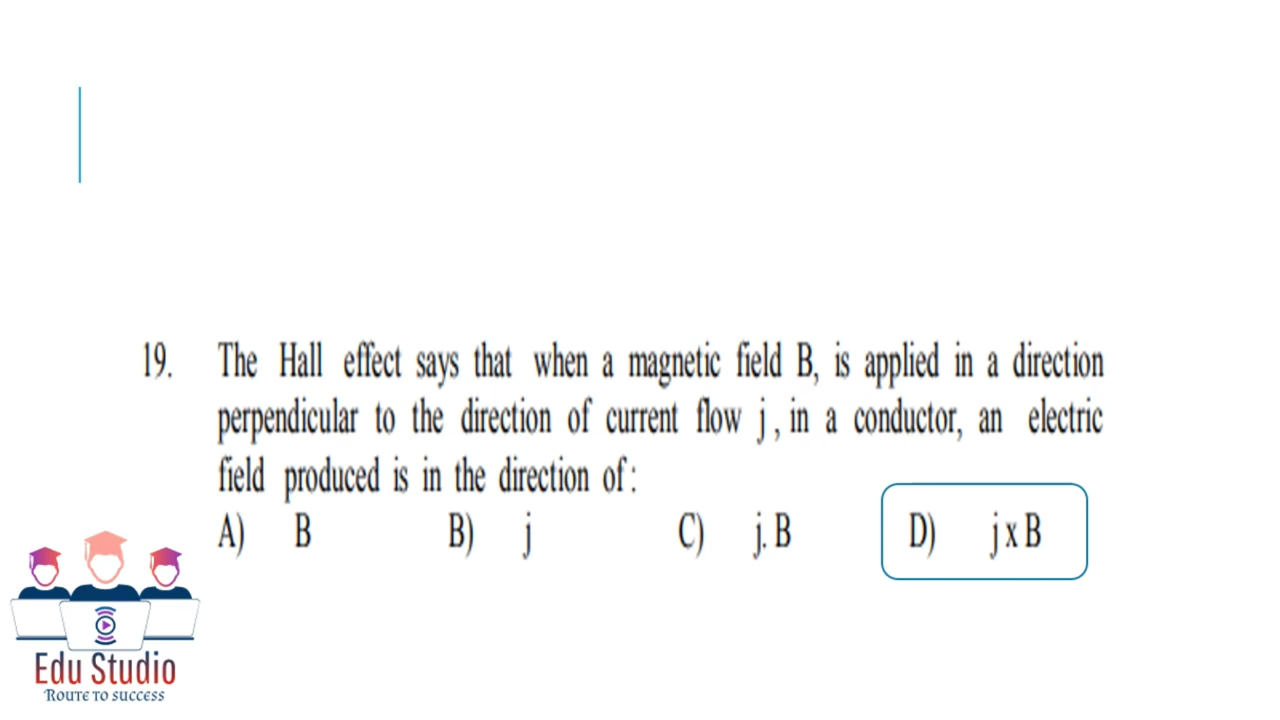 19. The Hall effect says that when a magnetic field B, is applied in a direction
perpendicular to the direction of current flow j , in a conductor, an electric
field produced is in the direction of :
A) B B) j C) j. B D) j x B
Edu Studio
ROUTE TO SUCCESS